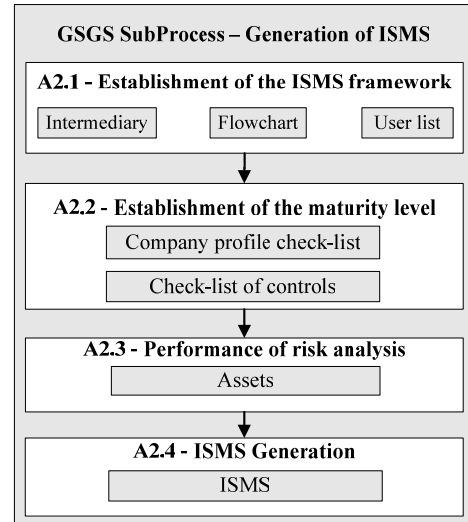 GSGS SubProcess – Generation of ISMS
A2.1 - Establishment of the ISMS framework
Intermediary Flowchart User list
A2.2 - Establishment of the maturity level
Company profile check-list
Check-list of controls
A2.3 - Performance of risk analysis
Assets
A2.4 - ISMS Generation
ISMS